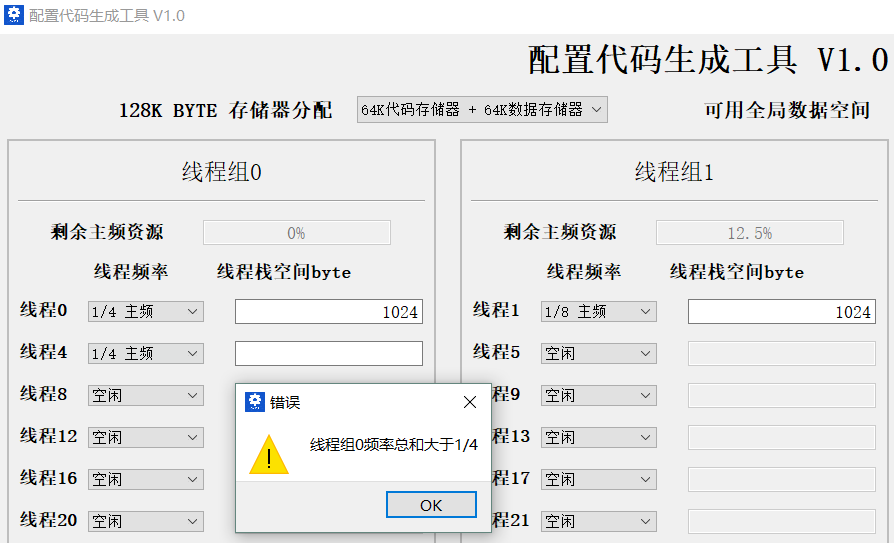 配置代码生成工具 V1.0
配置代码生成工具 V1.0
128K BYTE 存储器分配 64K代码存储器 + 64K数据存储器 可用全局数据空间
线程组0 线程组1
剩余主频资源 0% 剩余主频资源 12.5%
线程频率 线程栈空间byte 线程频率 线程栈空间byte
线程0 1/4 主频 1024 线程1 1/8 主频 1024
线程4 1/4 主频 线程5 空闲
线程8 空闲 程9 空闲
错误
线程组0频率总和大于1/4
OK
线程12 空闲 程13 空闲
线程16 空闲 程17 空闲
线程20 空闲 程21 空闲